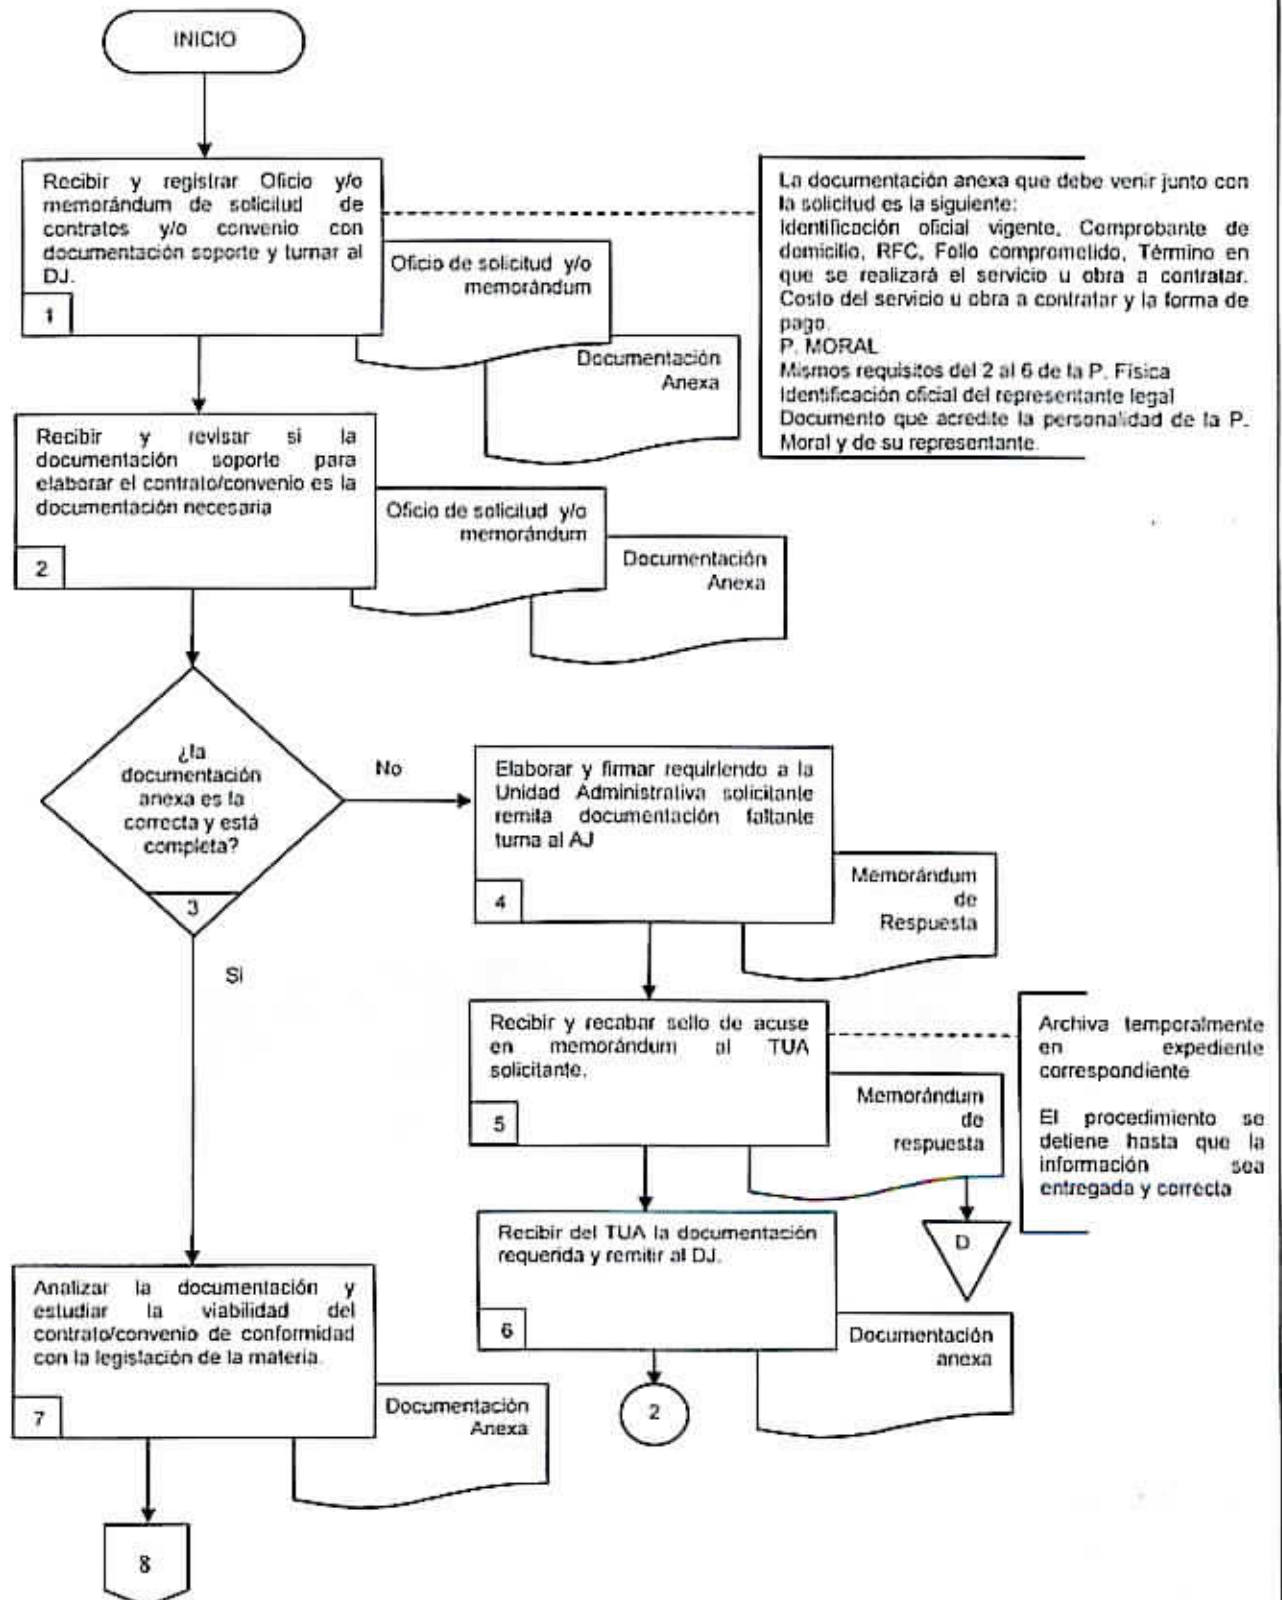 INICIO
Recibir y registrar Oficio y/o
memorándum de solicitud de
contratos y/o convenio con
documentación soporte y turnar al
DJ.
1
Oficio de solicitud y/o
memorándum
Documentación
Anexa
La documentación anexa que debe venir junto con
la solicitud es la siguiente:
Identificación oficial vigente, Comprobante de
domicilio, RFC, Folio comprometido, Término en
que se realizará el servicio u obra a contratar.
Costo del servicio u obra a contratar y la forma de
pago.
P. MORAL
Mismos requisitos del 2 al 6 de la P. Física
Identificación oficial del representante legal
Documento que acredite la personalidad de la P.
Moral y de su representante.
Recibir y revisar si la
documentación soporte para
elaborar el contrato/convenio es la
documentación necesaria
2
Oficio de solicitud y/o
memorándum
Documentación
Anexa
¿la
documentación
anexa es la
correcta y está
completa?
3
No
Si
Elaborar y firmar requiriendo a la
Unidad Administrativa solicitante
remita documentación faltante
turna al AJ
4
Memorándum
de
Respuesta
Recibir y recabar sello de acuse
en memorándum al TUA
solicitante.
5
Memorándum
de
respuesta
Archiva temporalmente
en expediente
correspondiente
El procedimiento se
detiene hasta que la
información sea
entregada y correcta
D
Recibir del TUA la documentación
requerida y remitir al DJ.
6
Documentación
anexa
2
Analizar la documentación y
estudiar la viabilidad del
contrato/convenio de conformidad
con la legislación de la materia.
7
Documentación
Anexa
8